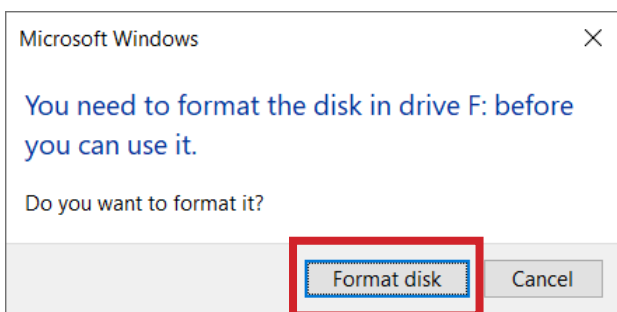 Microsoft Windows
You need to format the disk in drive F: before
you can use it.
Do you want to format it?
Format disk
Cancel